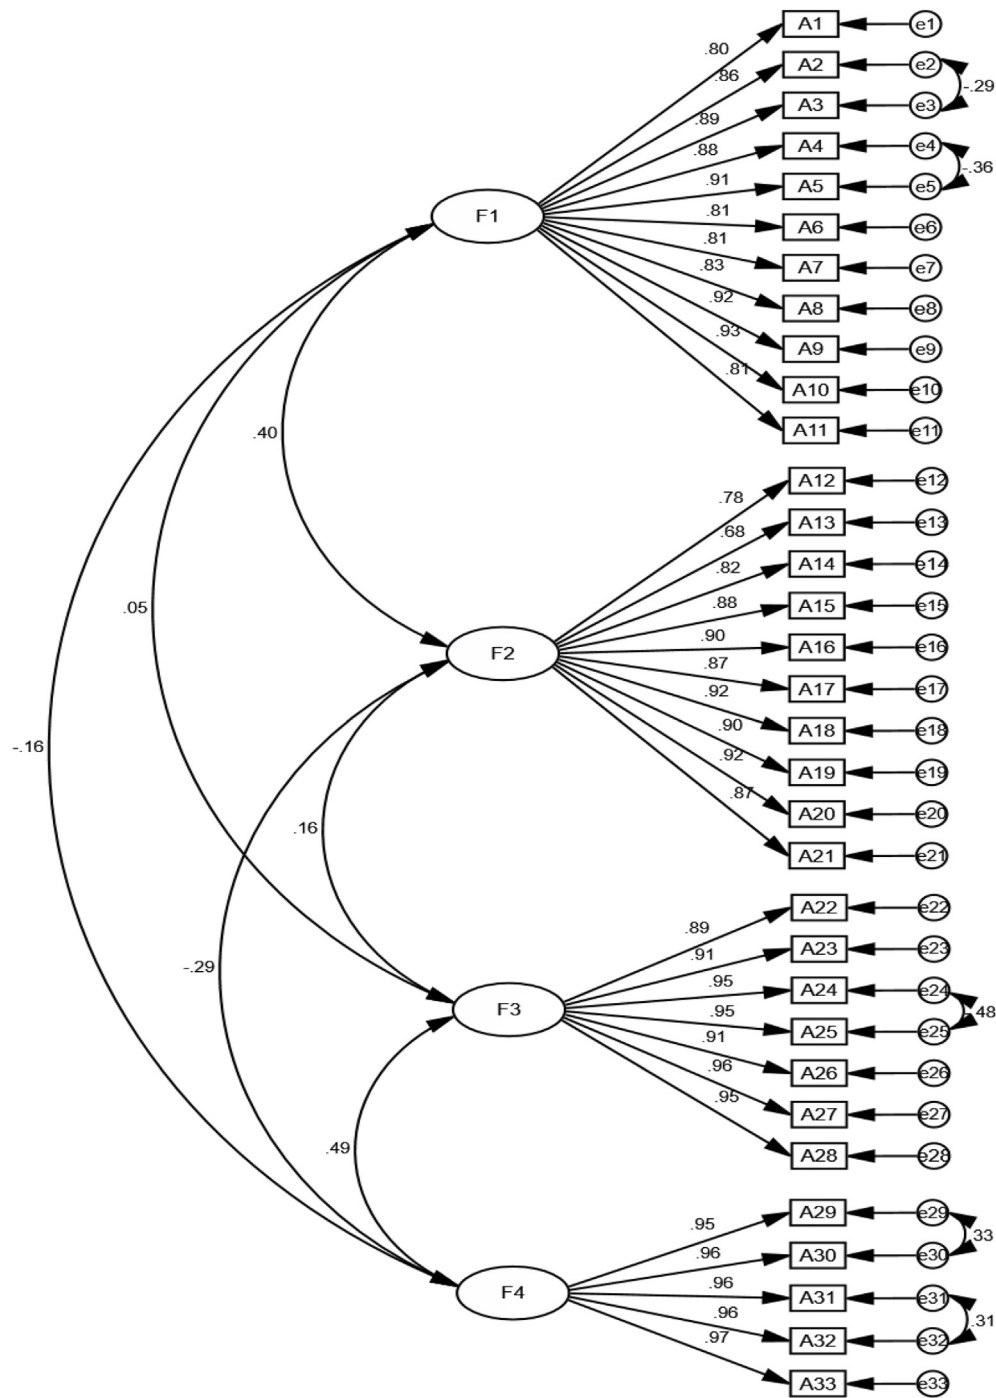 A1 e1
.80
A2 e2
.86
-.29
A3 e3
.89
A4 e4
.88
-.36
A5 e5
.91
F1
.81
A6 e6
.81
A7 e7
.83
A8 e8
.92
.93
A9 e9
.81
A10 e10
A11 e11
.40
A12 e12
.78
A13 e13
.68
A14 e14
.82
A15 e15
.88
.05
.90
A16 e16
F2
.87
A17 e17
.92
A18 e18
.90
-.16
.92
A19 e19
.87
A20 e20
.16
A21 e21
A22 e22
.89
A23 e23
.91
-.29
.95
A24 e24
F3
.95
.48
A25 e25
.91
.96
A26 e26
.95
A27 e27
.49
A28 e28
A29 e29
.95
.33
.96
A30 e30
.96
F4
A31 e31
.96
.31
.97
A32 e32
A33 e33